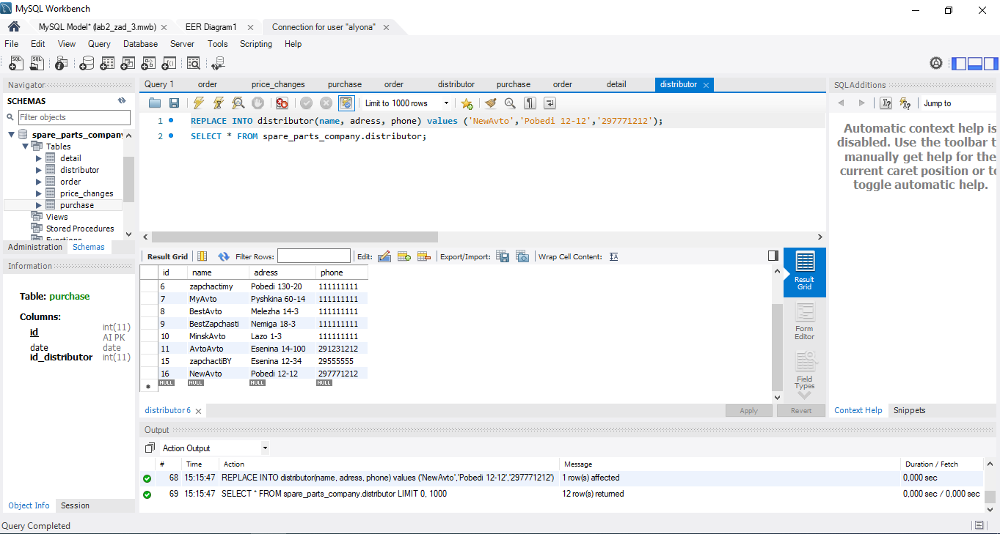 MySQL Workbench
MySQL Model* (lab2_zad_3.mwb) EER Diagram1 Connection for user "alyona"
File Edit View Query Database Server Tools Scripting Help
Navigator
SCHEMAS
Filter objects
spare_parts_company
Tables
detail
distributor
order
price_changes
purchase
Views
Stored Procedures
Functions
Administration Schemas
Information
Table: purchase
Columns:
id int(11)
AI PK
date date
id_distributor int(11)
Object Info Session
Query 1 order price_changes purchase order distributor purchase order detail distributor
Limit to 1000 rows
1 REPLACE INTO distributor(name, adress, phone) values ('NewAvto','Pobedi 12-12','297771212');
2 SELECT * FROM spare_parts_company.distributor;
Result Grid Filter Rows: Edit: Export/Import: Wrap Cell Content:
id name adress phone
6 zapchactimy Pobedi 130-20 111111111
7 MyAvto Pyshkina 60-14 111111111
8 BestAvto Melezha 14-3 111111111
9 BestZapchasti Nemiga 18-3 111111111
10 MinskAvto Lazo 1-3 111111111
11 AvtoAvto Esenina 14-100 291231212
15 zapchactiBY Esenina 12-34 29555555
16 NewAvto Pobedi 12-12 297771212
NULL NULL NULL NULL
Result
Grid
Form
Editor
Field
Types
distributor 6 Apply Revert
SQLAdditions
Jump to
Automatic context help is
disabled. Use the toolbar t
manually get help for the
current caret position or to
toggle automatic help.
Context Help Snippets
Output
Action Output
# Time Action Message Duration / Fetch
68 15:15:47 REPLACE INTO distributor(name, adress, phone) values ('NewAvto','Pobedi 12-12','297771212') 1 row(s) affected 0,000 sec
69 15:15:47 SELECT * FROM spare_parts_company.distributor LIMIT 0, 1000 12 row(s) returned 0,000 sec / 0,000 sec
Query Completed